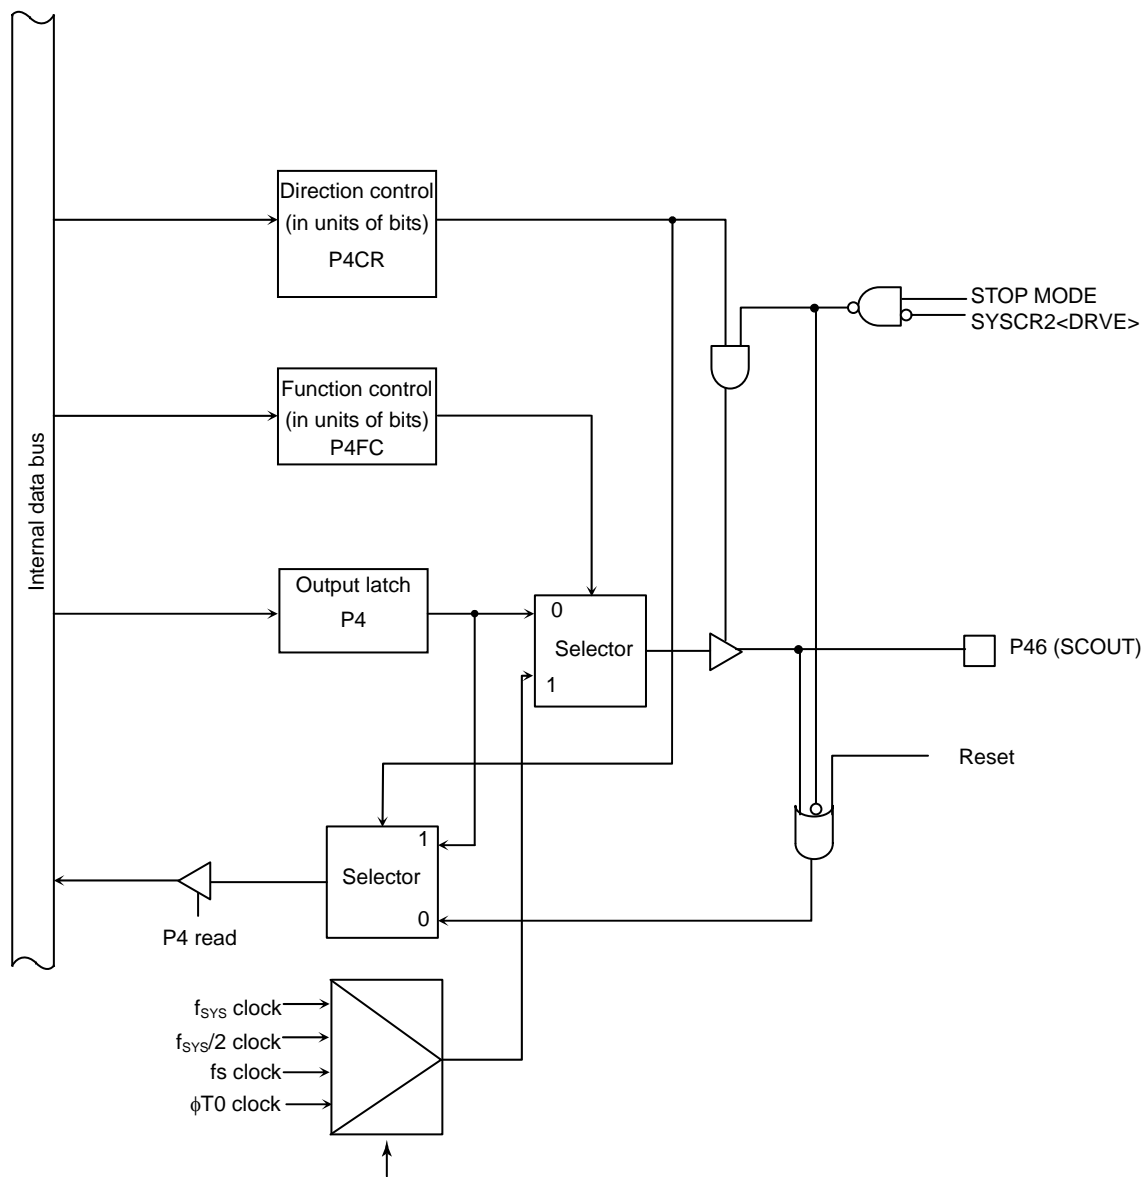 Direction control
(in units of bits)
P4CR
STOP MODE
SYSCR2<DRVE>
Function control
(in units of bits)
P4FC
Internal data bus
Output latch
P4
0
Selector
1
P46 (SCOUT)
Reset
1
Selector
0
P4 read
fSYS clock
fSYS/2 clock
fs clock
ϕT0 clock